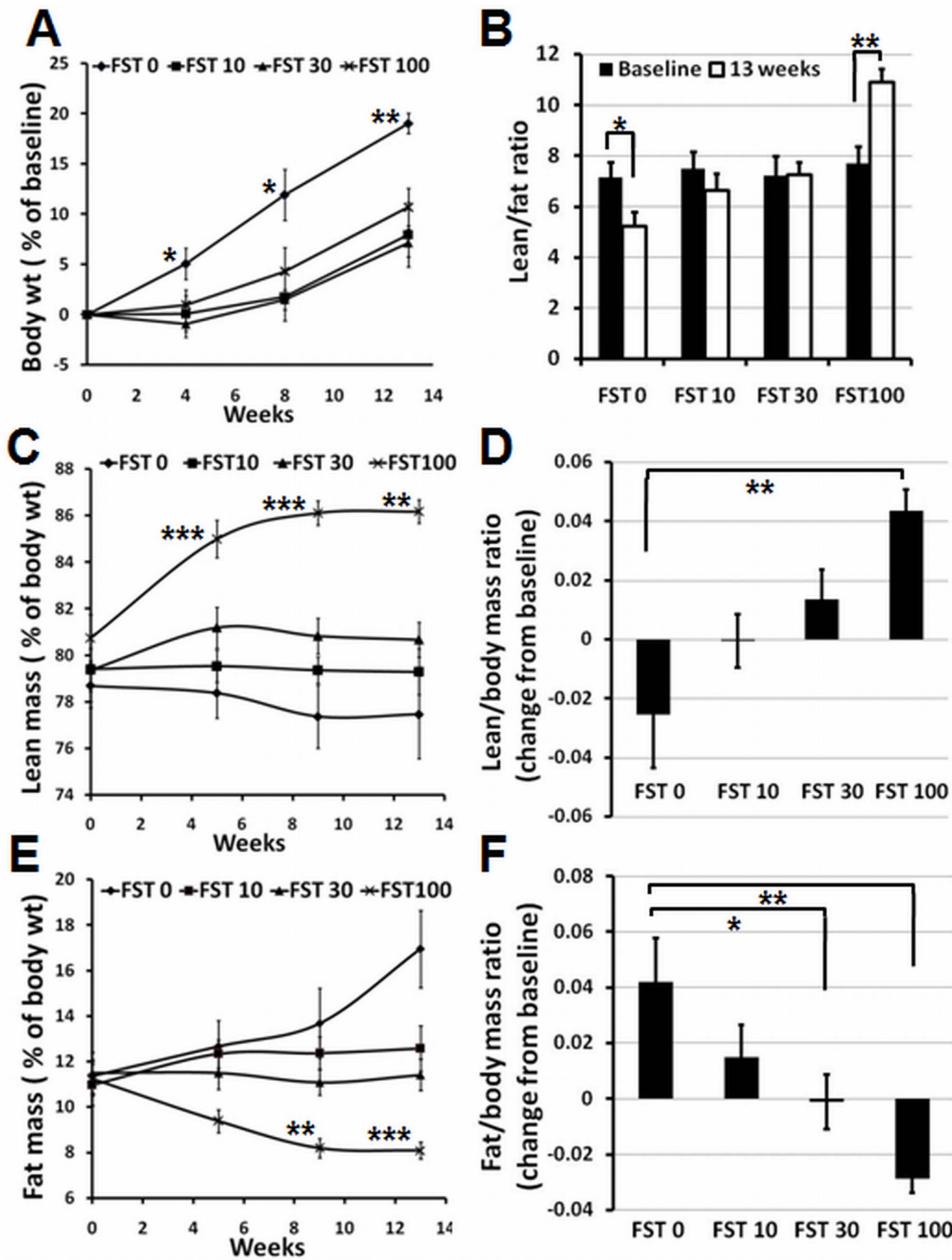 A
FST 0 FST 10 FST 30 FST 100
Body wt ( % of baseline)
25
20
15
10
5
0
-5
** 
*
*
0 2 4 6 8 10 12 14
Weeks
B
Baseline 13 weeks
Lean/fat ratio
12
10
8
6
4
2
0
*
**
FST 0 FST 10 FST 30 FST100
C
FST 0 FST10 FST 30 FST100
Lean mass ( % of body wt)
88
86
84
82
80
78
76
74
*** *** **
0 2 4 6 8 10 12 14
Weeks
D
Lean/body mass ratio
(change from baseline)
0.06
0.04
0.02
0
-0.02
-0.04
-0.06
**
FST 0 FST 10 FST 30 FST 100
E
FST 0 FST 10 FST 30 FST100
Fat mass ( % of body wt)
20
18
16
14
12
10
8
6
** ***
0 2 4 6 8 10 12 14
Weeks
F
Fat/body mass ratio
(change from baseline)
0.08
0.06
0.04
0.02
0
-0.02
-0.04
**
*
FST 0 FST 10 FST 30 FST 100